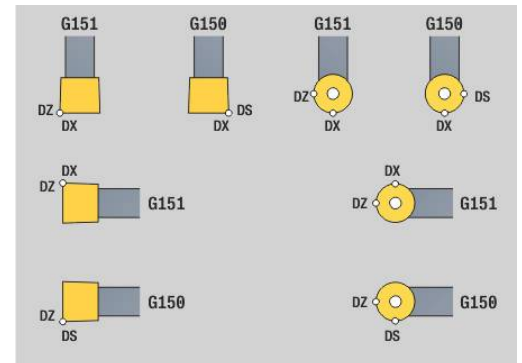 G151 G150 G151 G150
DZ DS DZ DS
DX DX DX DX
DX DX
DZ G151 DZ G151
DZ G150 DZ G150
DS DS